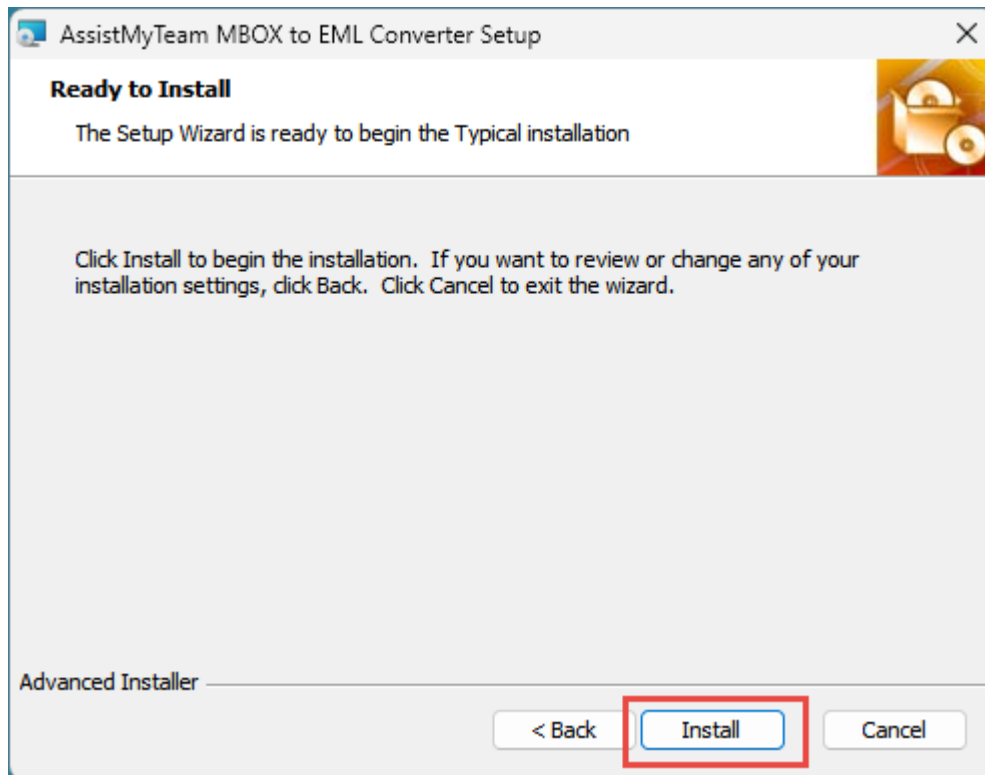 AssistMyTeam MBOX to EML Converter Setup
Ready to Install
The Setup Wizard is ready to begin the Typical installation
Click Install to begin the installation.  If you want to review or change any of your
installation settings, click Back.  Click Cancel to exit the wizard.
Advanced Installer
< Back
Install
Cancel